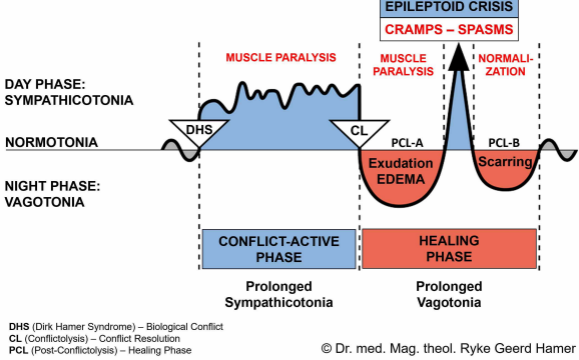 EPILEPTOID CRISIS
CRAMPS – SPASMS
MUSCLE PARALYSIS
MUSCLE
PARALYSIS
NORMALI-
ZATION
DAY PHASE:
SYMPATHICOTONIA
DHS
CL
NORMOTONIA
PCL-A
PCL-B
Exudation
EDEMA
Scarring
NIGHT PHASE:
VAGOTONIA
CONFLICT-ACTIVE
PHASE
HEALING
PHASE
Prolonged
Sympathicotonia
Prolonged
Vagotonia
DHS (Dirk Hamer Syndrome) – Biological Conflict
CL (Conflictolysis) – Conflict Resolution
PCL (Post-Conflictolysis) – Healing Phase
© Dr. med. Mag. theol. Ryke Geerd Hamer